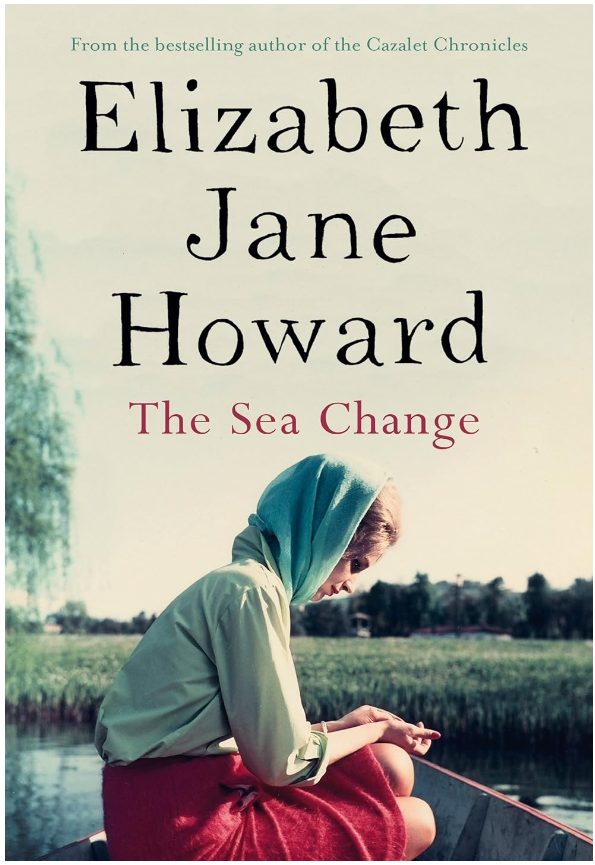 From the bestselling author of the Cazalet Chronicles
Elizabeth
Jane
Howard
The Sea Change